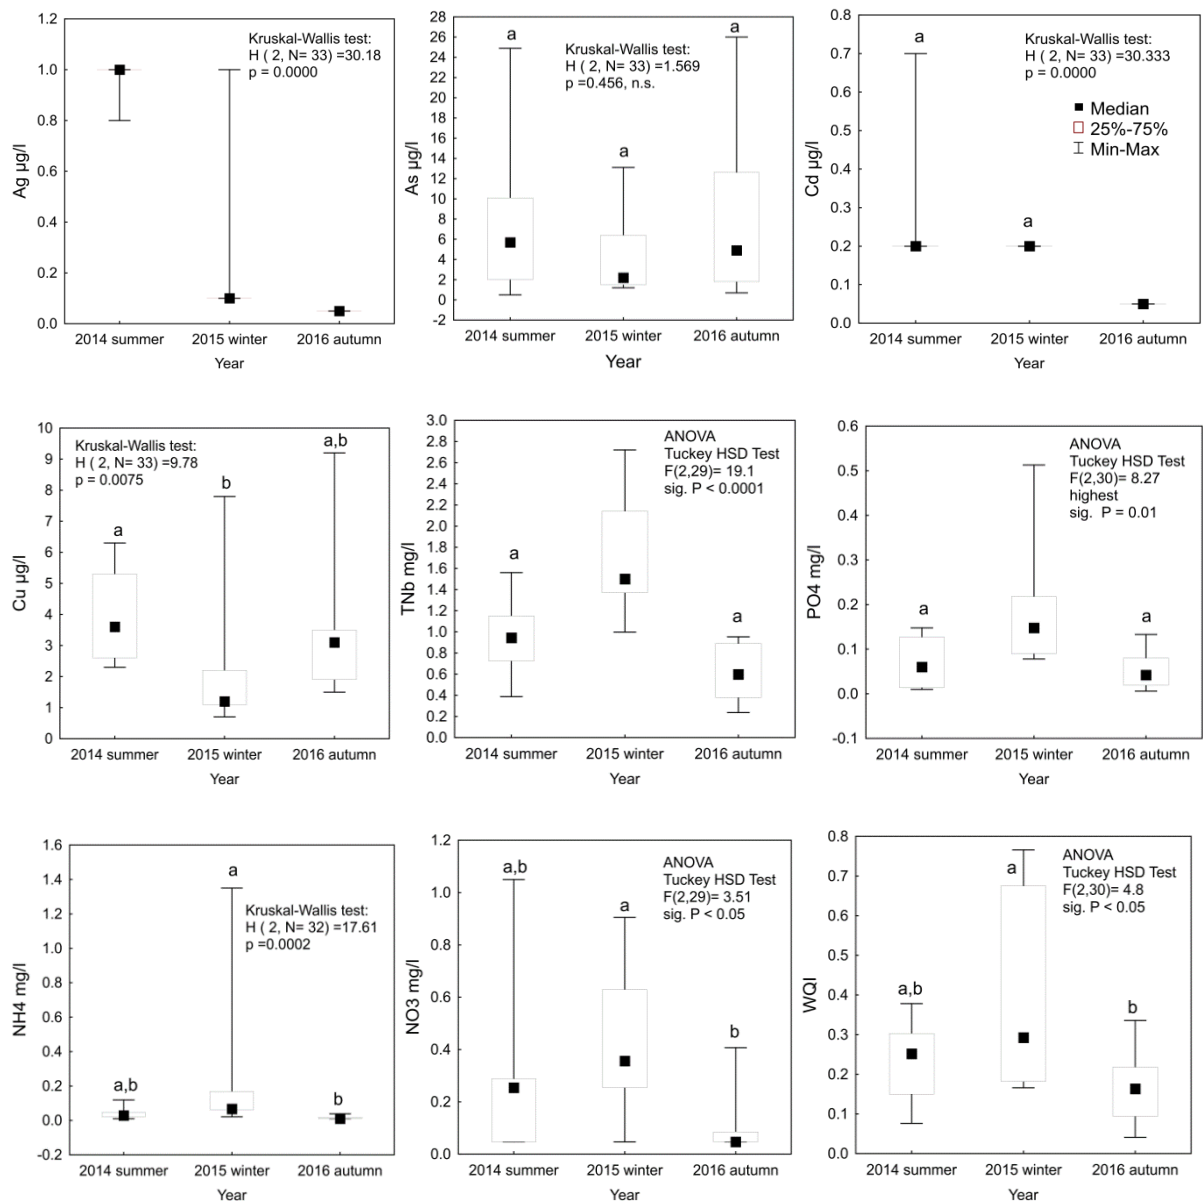 Kruskal-Wallis test:
H ( 2, N= 33) =30.18
p = 0.0000
1.0
0.8
0.6
0.4
0.2
0.0
Ag µg/l
2014 summer 2015 winter 2016 autumn
Year
28
26
24
22
20
18
16
14
12
10
8
6
4
2
0
-2
As µg/l
a
a
a
Kruskal-Wallis test:
H ( 2, N= 33) =1.569
p =0.456, n.s.
2014 summer 2015 winter 2016 autumn
Year
0.8
0.7
0.6
0.5
0.4
0.3
0.2
0.1
0.0
Cd µg/l
a
a
Kruskal-Wallis test:
H ( 2, N= 33) =30.333
p = 0.0000
Median
25%-75%
Min-Max
2014 summer 2015 winter 2016 autumn
Year
10
9
8
7
6
5
4
3
2
1
0
Cu µg/l
Kruskal-Wallis test:
H ( 2, N= 33) =9.78
p = 0.0075
a
b
a,b
2014 summer 2015 winter 2016 autumn
Year
3.0
2.8
2.6
2.4
2.2
2.0
1.8
1.6
1.4
1.2
1.0
0.8
0.6
0.4
0.2
0.0
TNb mg/l
a
a
ANOVA
Tuckey HSD Test
F(2,29)= 19.1
sig. P < 0.0001
2014 summer 2015 winter 2016 autumn
Year
0.6
0.5
0.4
0.3
0.2
0.1
0.0
-0.1
PO4 mg/l
a
a
ANOVA
Tuckey HSD Test
F(2,30)= 8.27
highest
sig. P = 0.01
2014 summer 2015 winter 2016 autumn
Year
1.6
1.4
1.2
1.0
0.8
0.6
0.4
0.2
0.0
-0.2
NH4 mg/l
a,b
a
b
Kruskal-Wallis test:
H ( 2, N= 32) =17.61
p =0.0002
2014 summer 2015 winter 2016 autumn
Year
1.2
1.0
0.8
0.6
0.4
0.2
0.0
NO3 mg/l
a,b
a
b
ANOVA
Tuckey HSD Test
F(2,29)= 3.51
sig. P < 0.05
2014 summer 2015 winter 2016 autumn
Year
0.8
0.7
0.6
0.5
0.4
0.3
0.2
0.1
0.0
WQI
a,b
a
b
ANOVA
Tuckey HSD Test
F(2,30)= 4.8
sig. P < 0.05
2014 summer 2015 winter 2016 autumn
Year